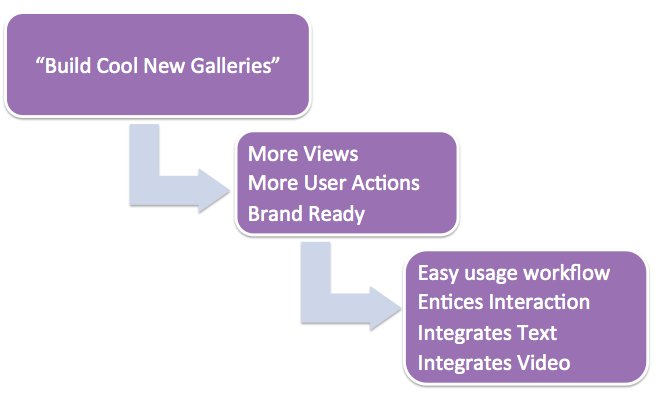 “Build Cool New Galleries”
More Views
More User Actions
Brand Ready
Easy usage workflow
Entices Interaction
Integrates Text
Integrates Video